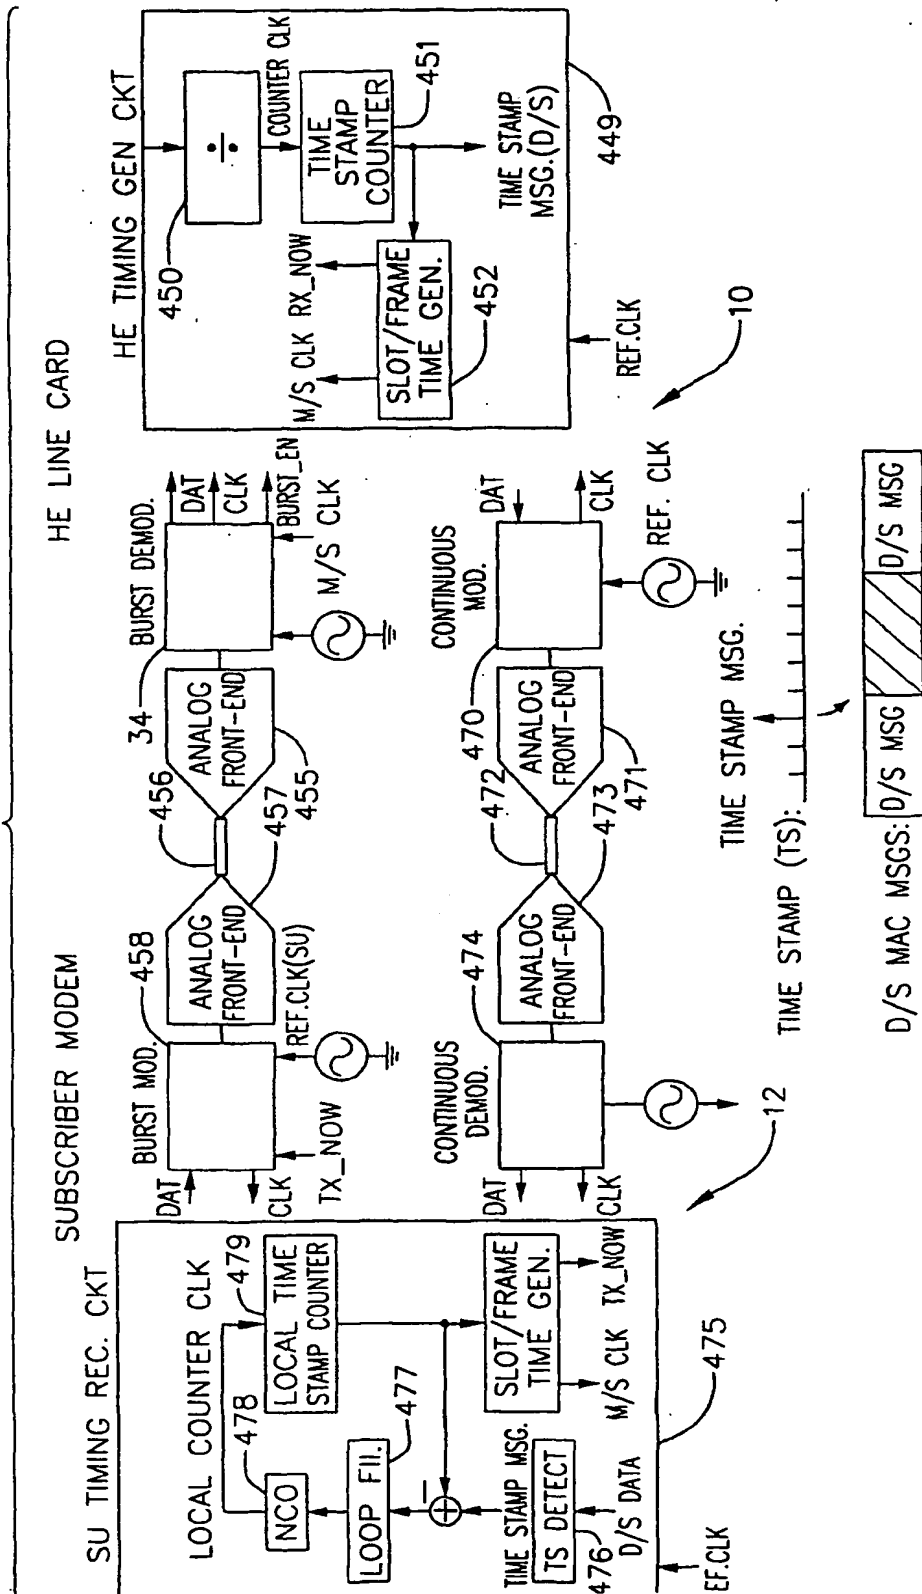 SUBSCRIBER MODEM
HE LINE CARD
SU TIMING REC. CKT
LOCAL COUNTER CLK
478
NCO
479
LOCAL TIME
STAMP COUNTER
LOOP FIL.
477
TIME STAMP MSG.
TS DETECT
476
D/S DATA
SLOT/FRAME
TIME GEN.
M/S CLK
TX_NOW
EF.CLK
475
BURST MOD.
458
DAT
CLK
TX_NOW
REF.CLK(SU)
ANALOG
FRONT-END
457
456
ANALOG
FRONT-END
455
34
BURST DEMOD.
DAT
CLK
BURST_EN
M/S CLK
HE TIMING GEN CKT
450
÷
COUNTER CLK
TIME
STAMP
COUNTER
451
M/S CLK
RX_NOW
SLOT/FRAME
TIME GEN.
452
TIME STAMP
MSG.(D/S)
449
REF.CLK
CONTINUOUS
DEMOD.
474
DAT
CLK
12
ANALOG
FRONT-END
473
472
ANALOG
FRONT-END
471
470
CONTINUOUS
MOD.
DAT
CLK
REF. CLK
10
TIME STAMP MSG.
TIME STAMP (TS):
D/S MAC MSGS:
D/S MSG
D/S MSG